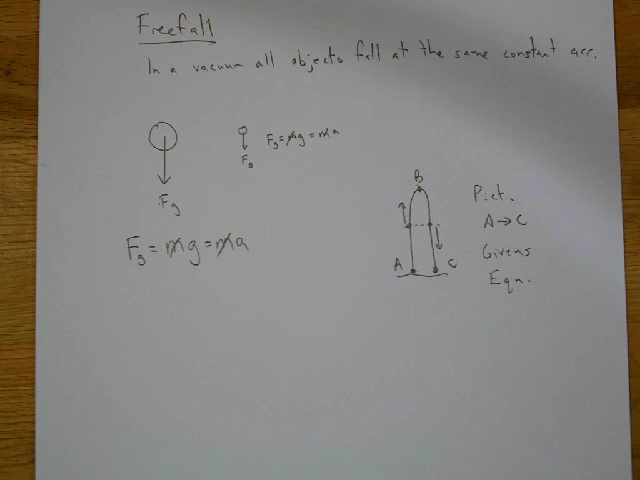 Freefall
In a vacuum all objects fall at the same constant acc.
Fg = mg = ma
Fg
Fg
Fg = mg = ma
B
A
C
Pict.
A → C
Givens
Eqn.